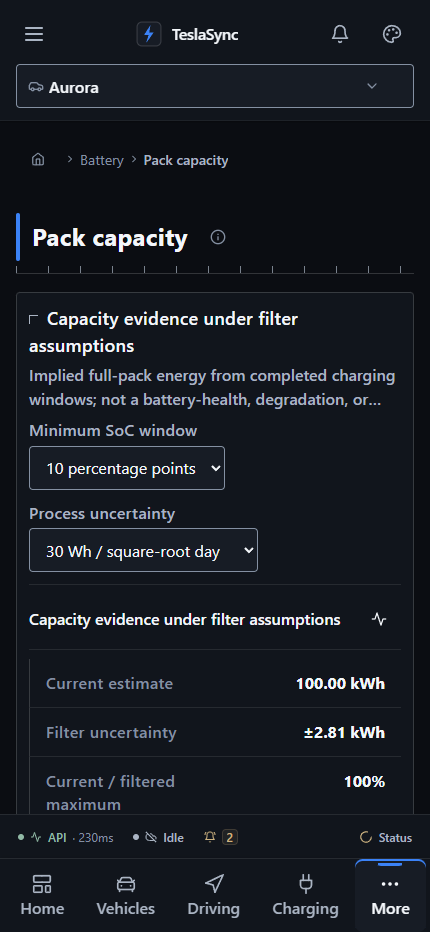 TeslaSync
Aurora
Battery
Pack capacity
Pack capacity
Capacity evidence under filter
assumptions
Implied full-pack energy from completed charging
windows; not a battery-health, degradation, or...
Minimum SoC window
10 percentage points
Process uncertainty
30 Wh / square-root day
Capacity evidence under filter assumptions
Current estimate 100.00 kWh
Filter uncertainty ±2.81 kWh
Current / filtered 100%
maximum
API · 230ms Idle 2 Status
Home Vehicles Driving Charging More